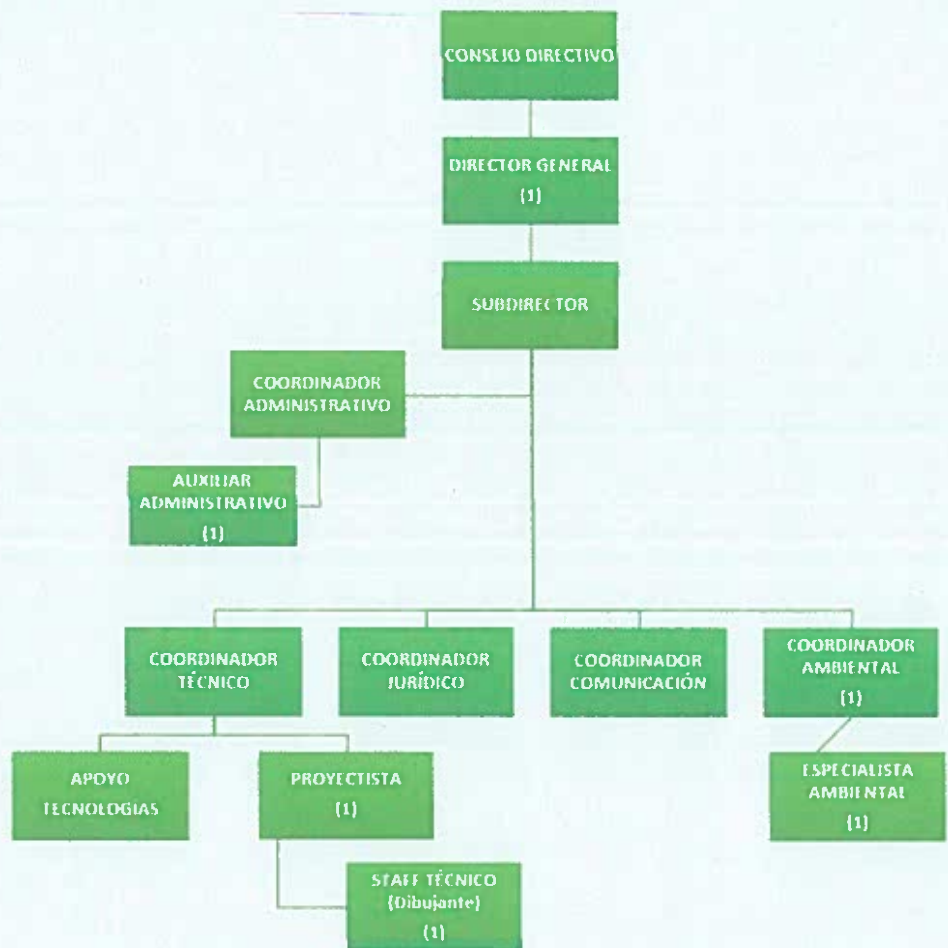 CONSEJO DIRECTIVO
DIRECTOR GENERAL
(1)
SUBDIRECTOR
COORDINADOR
ADMINISTRATIVO
AUXILIAR
ADMINISTRATIVO
(1)
COORDINADOR
TÉCNICO
COORDINADOR
JURÍDICO
COORDINADOR
COMUNICACIÓN
COORDINADOR
AMBIENTAL
(1)
APOYO
TECNOLOGIAS
PROYECTISTA
(1)
ESPECIALISTA
AMBIENTAL
(1)
STAFF TÉCNICO
(Dibujante)
(1)